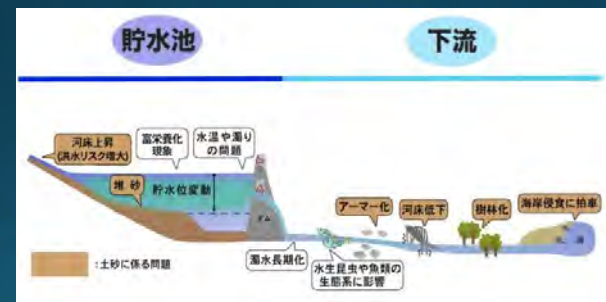 貯水池
下流
河床上昇
(洪水リスク増大)
富栄養化
現象
水温や濁り
の問題
堆砂
貯水位変動
ダム
濁水長期化
アーマー化
水生昆虫や魚類の
生態系に影響
河床低下
樹林化
海岸侵食に拍車
:土砂に係る問題